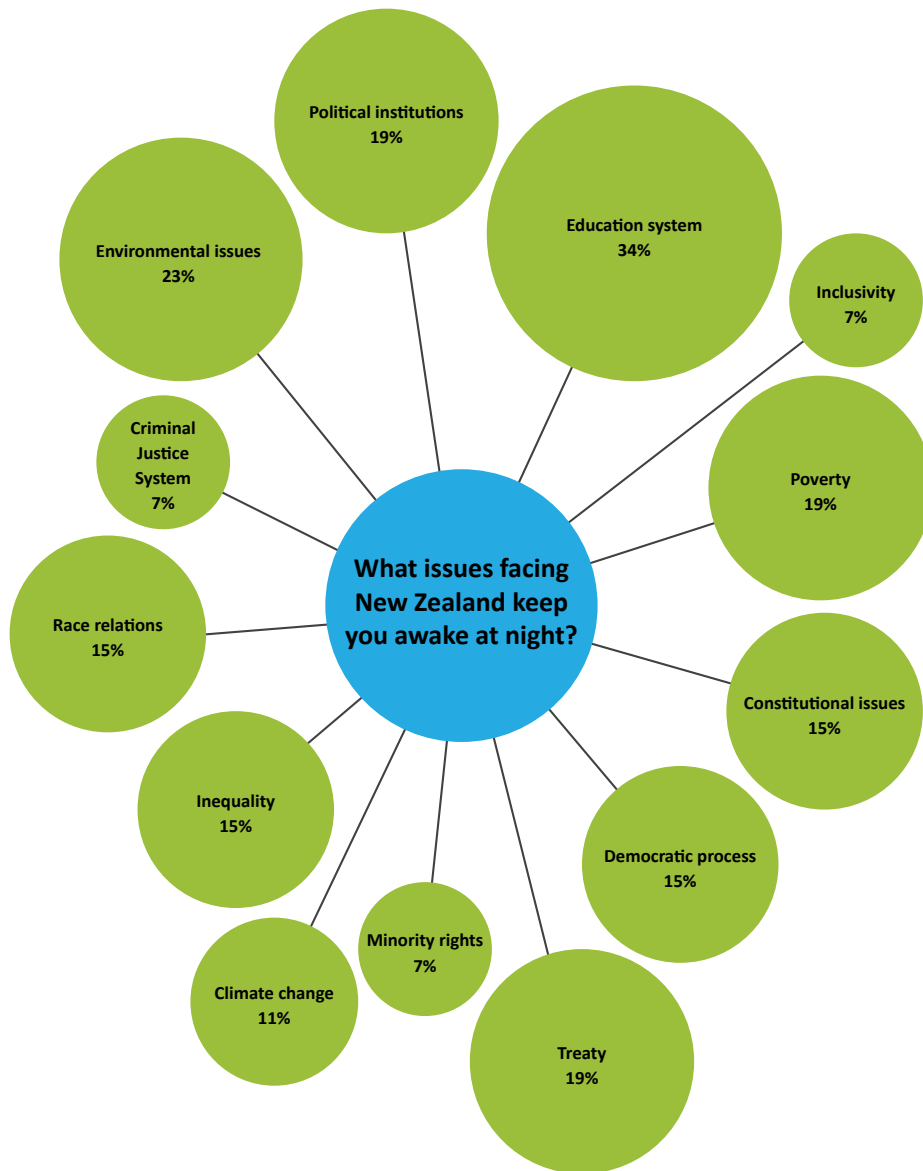 Political institutions
19%
Education system
34%
Environmental issues
23%
Inclusivity
7%
Criminal
Justice
System
7%
Poverty
19%
What issues facing
New Zealand keep
you awake at night?
Race relations
15%
Constitutional issues
15%
Inequality
15%
Democratic process
15%
Minority rights
7%
Climate change
11%
Treaty
19%